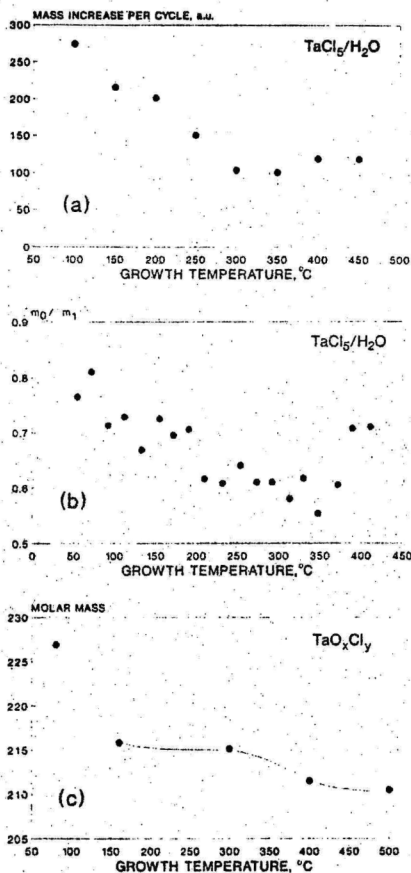 MASS INCREASE PER CYCLE, a.u.
300
TaCl5/H2O
250
200
150
100
50
(a)
0
50 100 150 200 250 300 350 400 450 500
GROWTH TEMPERATURE, °C
m0/ m1
0.9
TaCl5/H2O
0.8
0.7
0.6
(b)
0.5
0 50 100 150 200 250 300 350 400 450
GROWTH TEMPERATURE, °C
MOLAR MASS
230
TaOxCly
225
220
215
210
(c)
205
50 100 150 200 250 300 350 400 450 500
GROWTH TEMPERATURE, °C